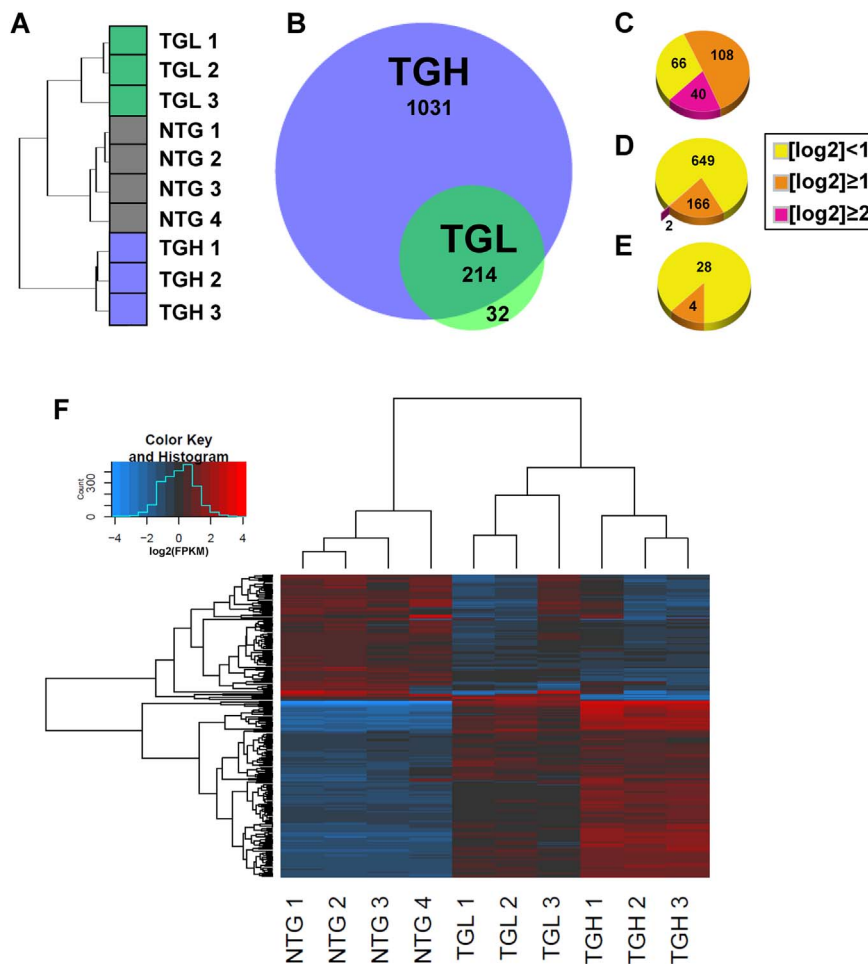 A
TGL 1
TGL 2
TGL 3
NTG 1
NTG 2
NTG 3
NTG 4
TGH 1
TGH 2
TGH 3
B
TGH
1031
TGL
214
32
C
66
108
40
D
649
166
2
E
28
4
[log2]<1
[log2]≥1
[log2]≥2
F
Color Key
and Histogram
Count
0
300
−4
−2
0
2
4
log2(FPKM)
NTG 1
NTG 2
NTG 3
NTG 4
TGL 1
TGL 2
TGL 3
TGH 1
TGH 2
TGH 3